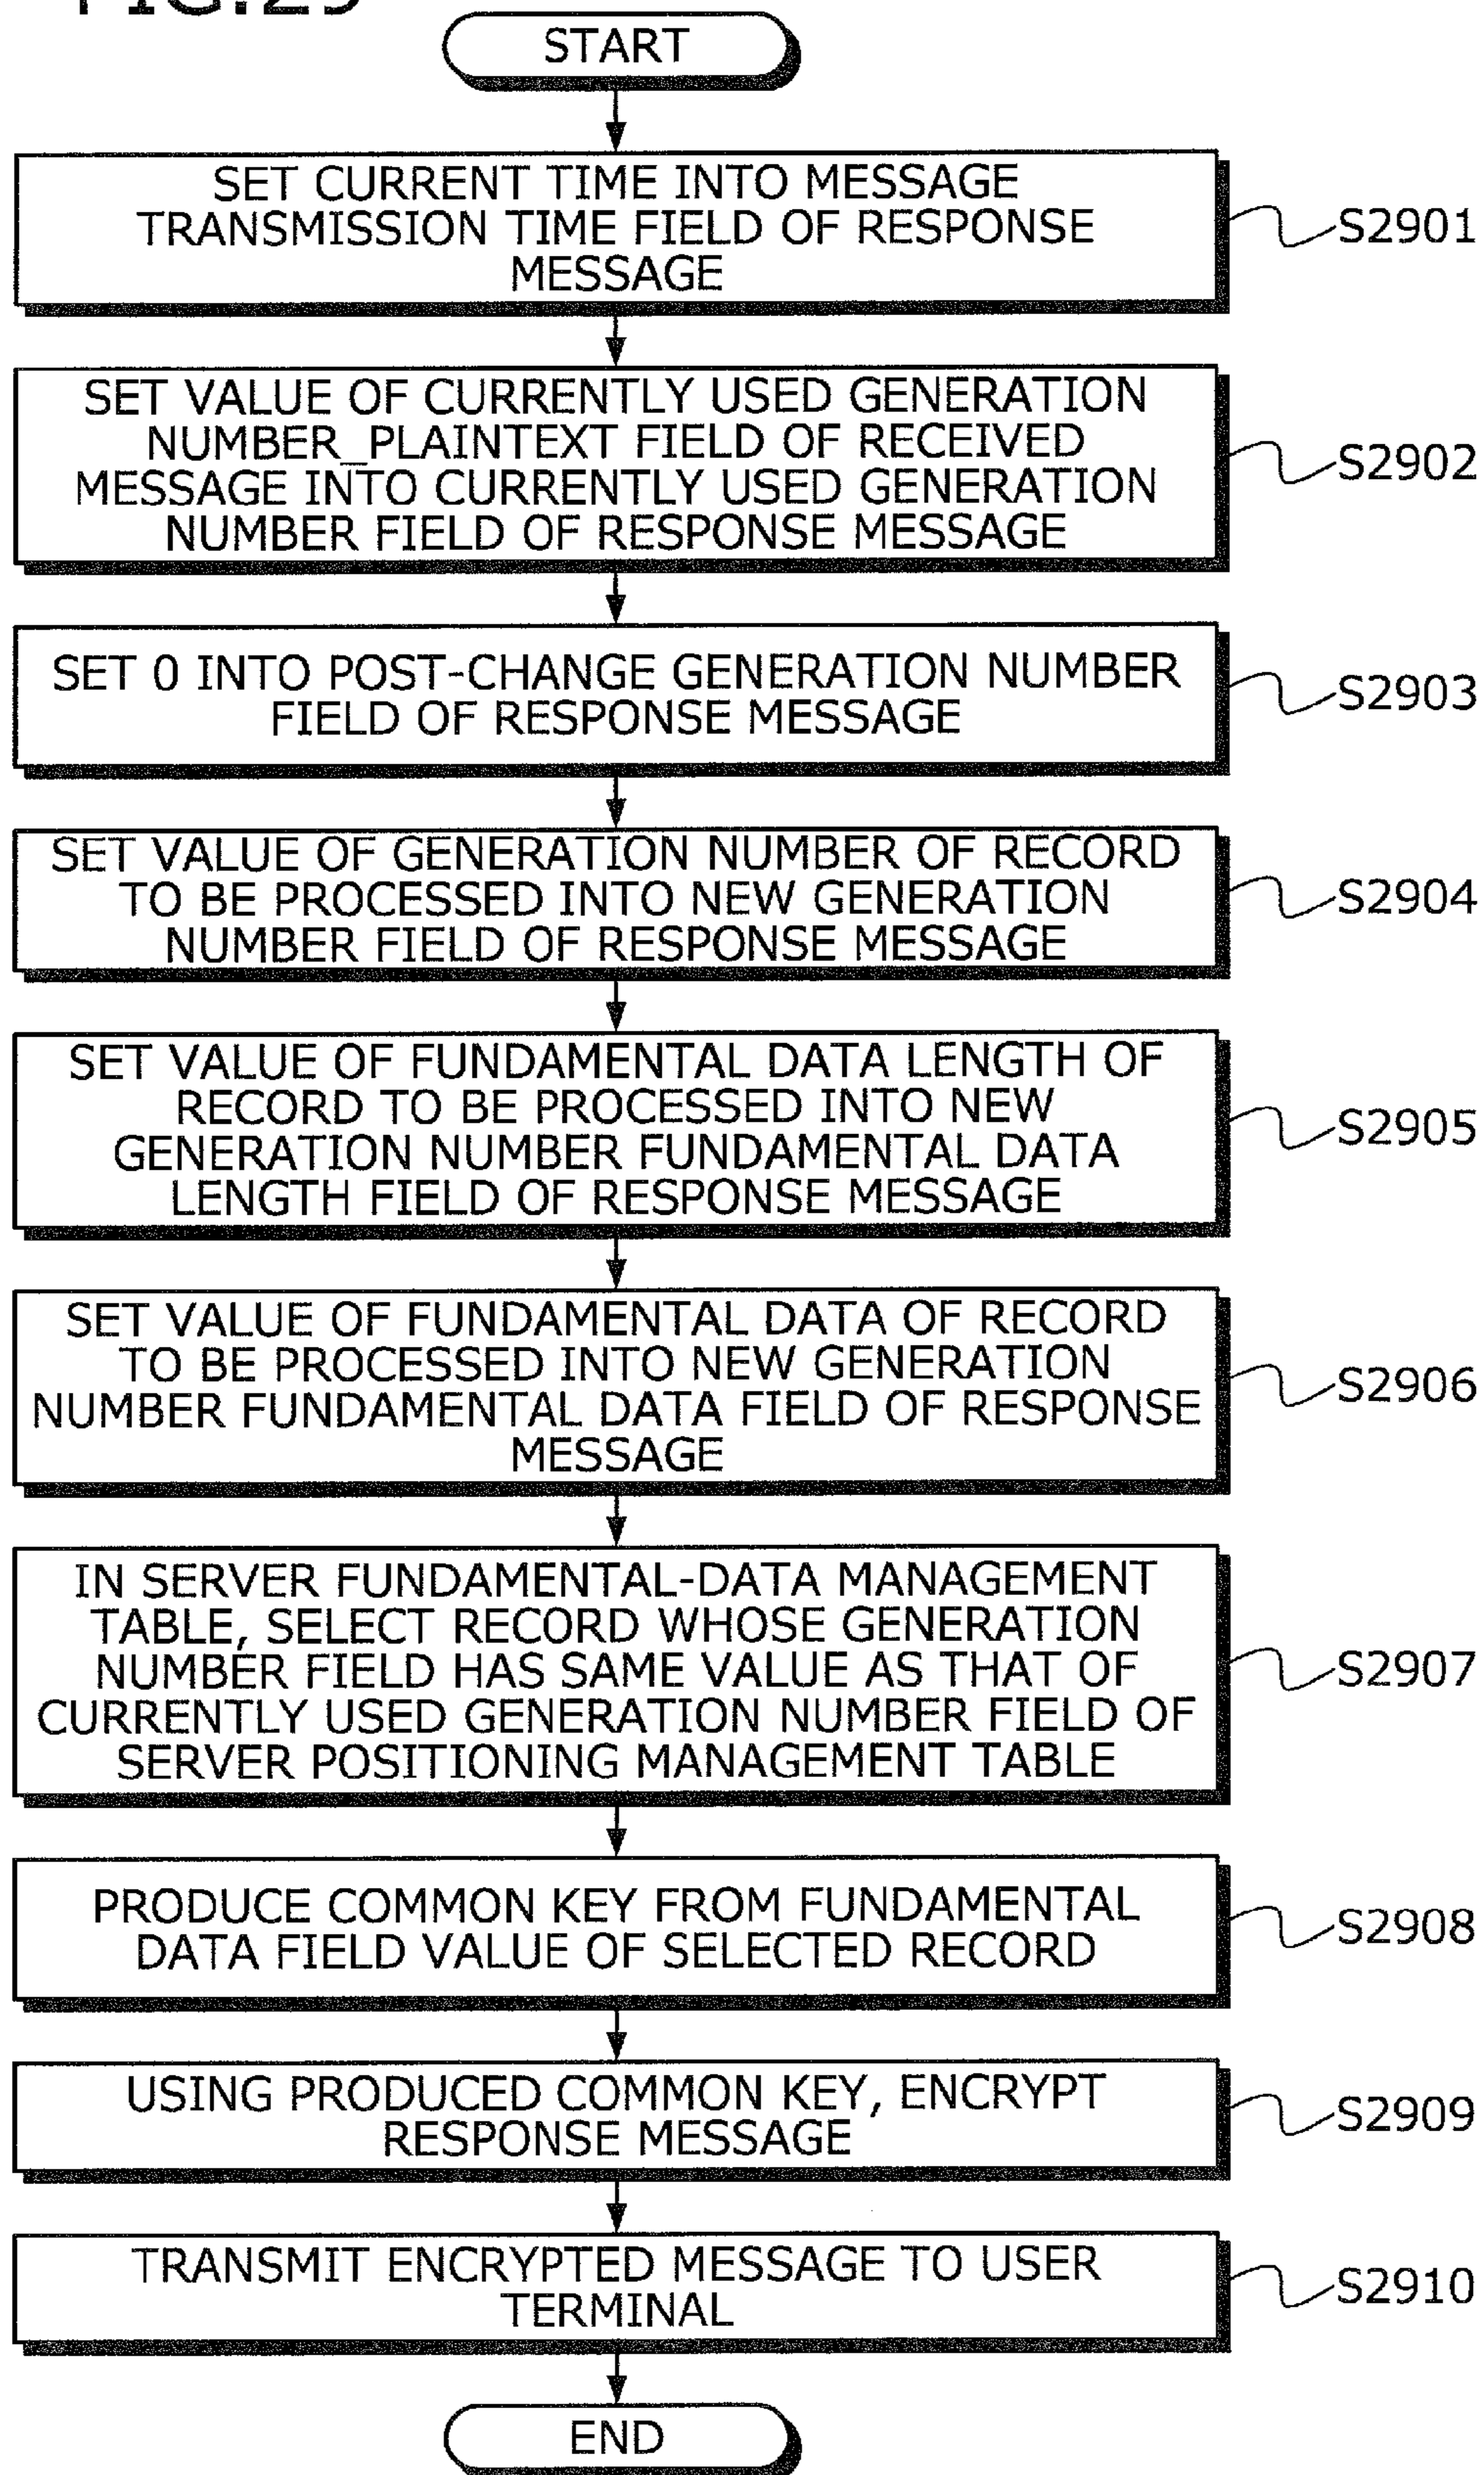 FIG.29
START
SET CURRENT TIME INTO MESSAGE
TRANSMISSION TIME FIELD OF RESPONSE
MESSAGE
S2901
SET VALUE OF CURRENTLY USED GENERATION
NUMBER_PLAINTEXT FIELD OF RECEIVED
MESSAGE INTO CURRENTLY USED GENERATION
NUMBER FIELD OF RESPONSE MESSAGE
S2902
SET 0 INTO POST-CHANGE GENERATION NUMBER
FIELD OF RESPONSE MESSAGE
S2903
SET VALUE OF GENERATION NUMBER OF RECORD
TO BE PROCESSED INTO NEW GENERATION
NUMBER FIELD OF RESPONSE MESSAGE
S2904
SET VALUE OF FUNDAMENTAL DATA LENGTH OF
RECORD TO BE PROCESSED INTO NEW
GENERATION NUMBER FUNDAMENTAL DATA
LENGTH FIELD OF RESPONSE MESSAGE
S2905
SET VALUE OF FUNDAMENTAL DATA OF RECORD
TO BE PROCESSED INTO NEW GENERATION
NUMBER FUNDAMENTAL DATA FIELD OF RESPONSE
MESSAGE
S2906
IN SERVER FUNDAMENTAL-DATA MANAGEMENT
TABLE, SELECT RECORD WHOSE GENERATION
NUMBER FIELD HAS SAME VALUE AS THAT OF
CURRENTLY USED GENERATION NUMBER FIELD OF
SERVER POSITIONING MANAGEMENT TABLE
S2907
PRODUCE COMMON KEY FROM FUNDAMENTAL
DATA FIELD VALUE OF SELECTED RECORD
S2908
USING PRODUCED COMMON KEY, ENCRYPT
RESPONSE MESSAGE
S2909
TRANSMIT ENCRYPTED MESSAGE TO USER
TERMINAL
S2910
END